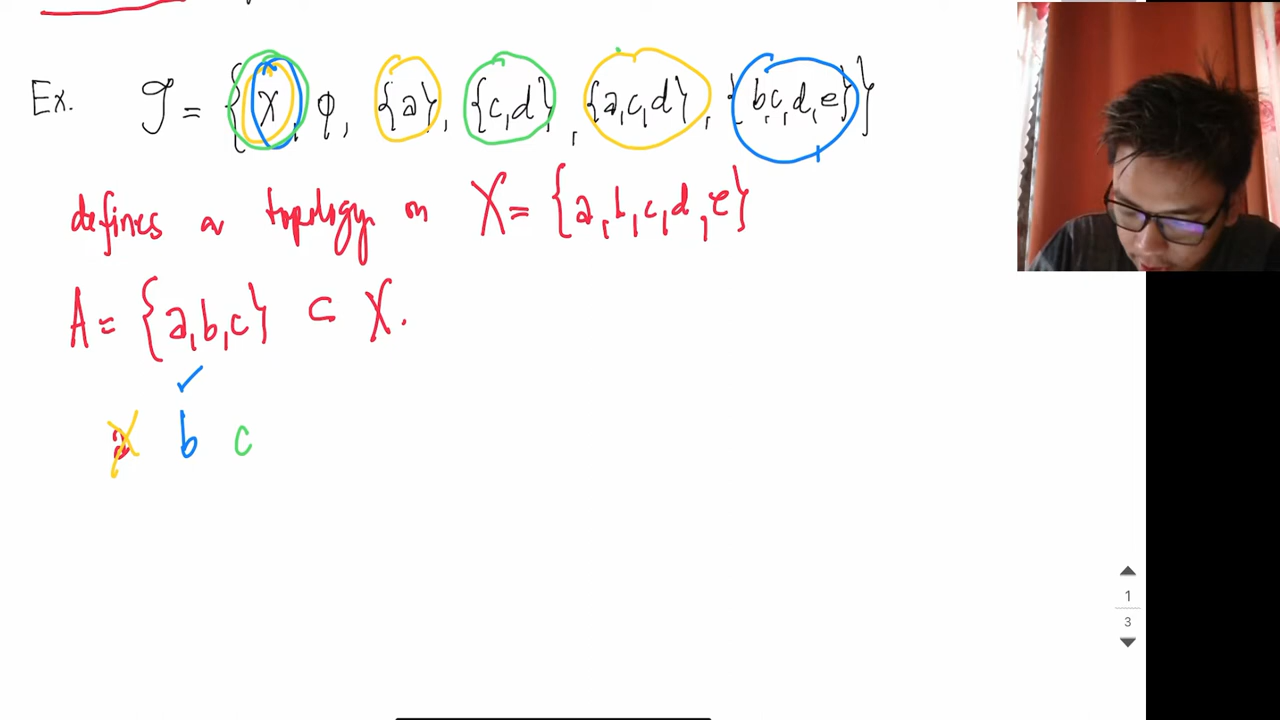 Ex. 𝒯 = { X, φ, {a}, {c,d}, {a,c,d}, {b,c,d,e} }
defines a topology on X = {a,b,c,d,e}
A = {a,b,c} ⊂ X.
✓
a b c
1
3